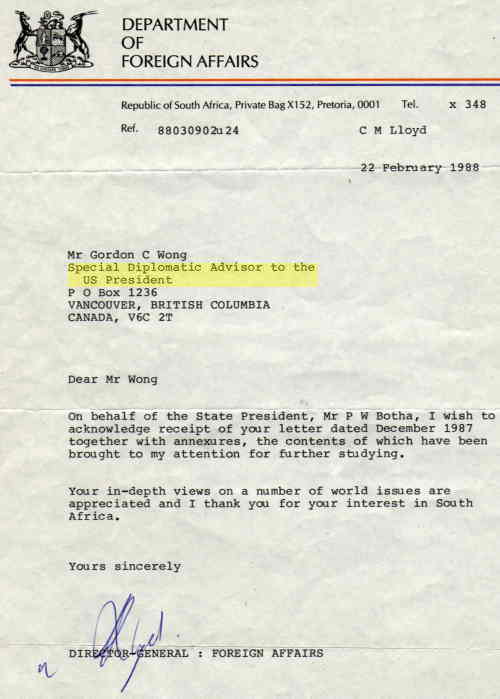 DEPARTMENT
OF
FOREIGN AFFAIRS
Republic of South Africa, Private Bag X152, Pretoria, 0001 Tel. x 348
Ref. 88030902u24 C M Lloyd
22 February 1988
Mr Gordon C Wong
Special Diplomatic Advisor to the
US President
P O Box 1236
VANCOUVER, BRITISH COLUMBIA
CANADA, V6C 2T
Dear Mr Wong
On behalf of the State President, Mr P W Botha, I wish to
acknowledge receipt of your letter dated December 1987
together with annexures, the contents of which have been
brought to my attention for further studying.
Your in-depth views on a number of world issues are
appreciated and I thank you for your interest in South
Africa.
Yours sincerely
DIRECTOR-GENERAL : FOREIGN AFFAIRS